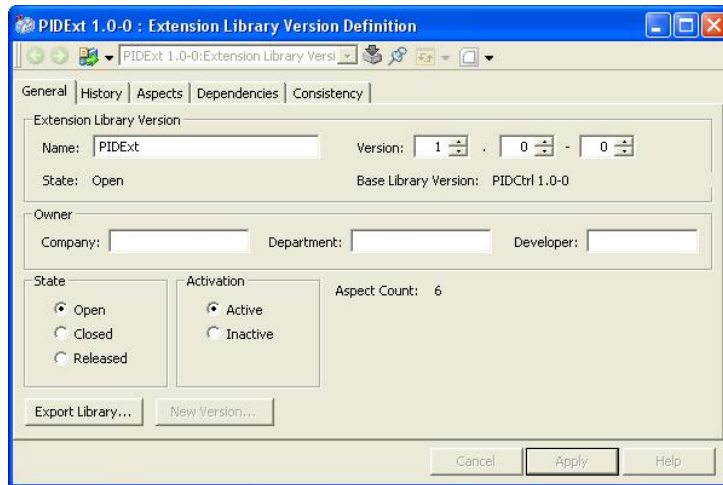 PIDExt 1.0-0 : Extension Library Version Definition
PIDExt 1.0-0:Extension Library Versi
General History Aspects Dependencies Consistency
Extension Library Version
Name: PIDExt Version: 1 . 0 - 0
State: Open Base Library Version: PIDCtrl 1.0-0
Owner
Company: Department: Developer:
State Activation
Open Active Aspect Count: 6
Closed Inactive
Released
Export Library... New Version...
Cancel Apply Help